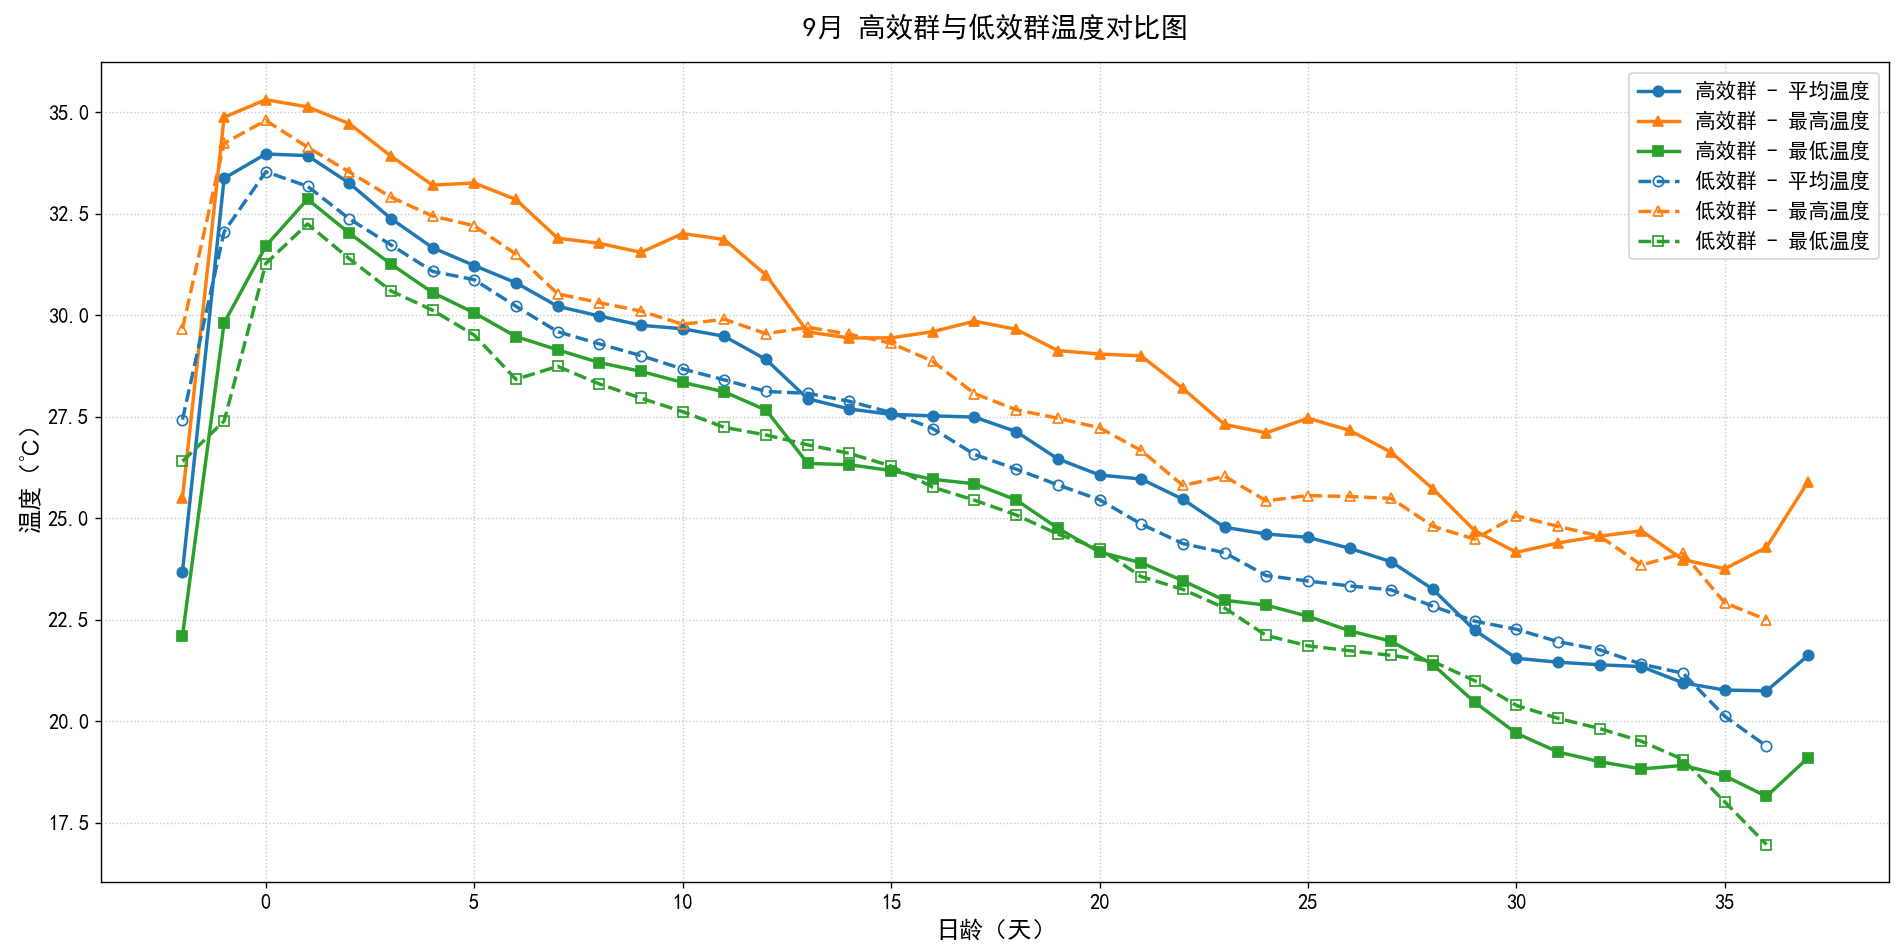 9月 高效群与低效群温度对比图
高效群 - 平均温度
高效群 - 最高温度
高效群 - 最低温度
低效群 - 平均温度
低效群 - 最高温度
低效群 - 最低温度
温度（℃）
35.0
32.5
30.0
27.5
25.0
22.5
20.0
17.5
0 5 10 15 20 25 30 35
日龄（天）